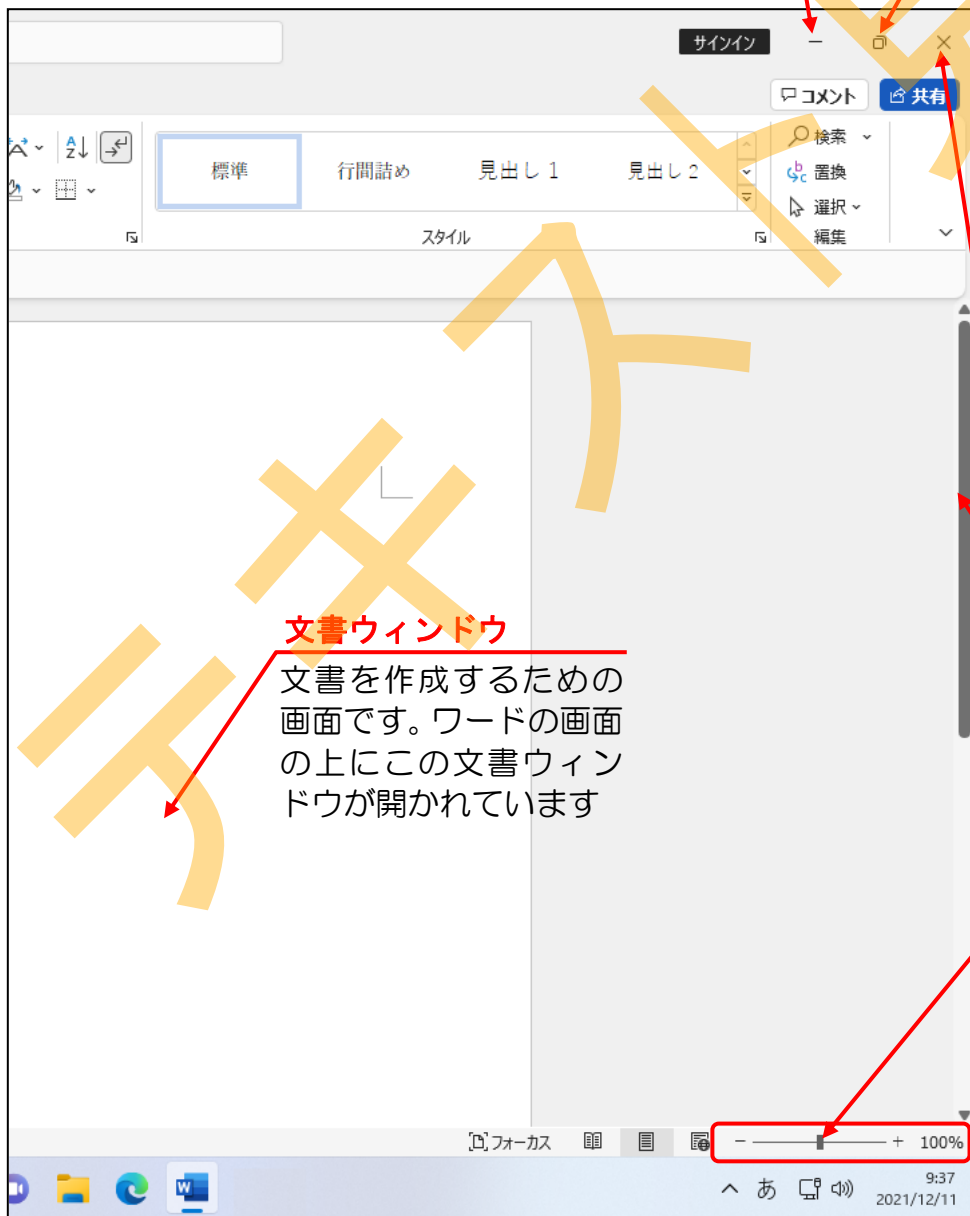 サインイン
コメント
共有
検索
標準
行間詰め
見出し 1
見出し 2
置換
選択
スタイル
編集
文書ウィンドウ
文書を作成するための
画面です。ワードの画面
の上にこの文書ウィン
ドウが開かれています
フォーカス
- + 100%
あ
9:37
2021/12/11
テキスト